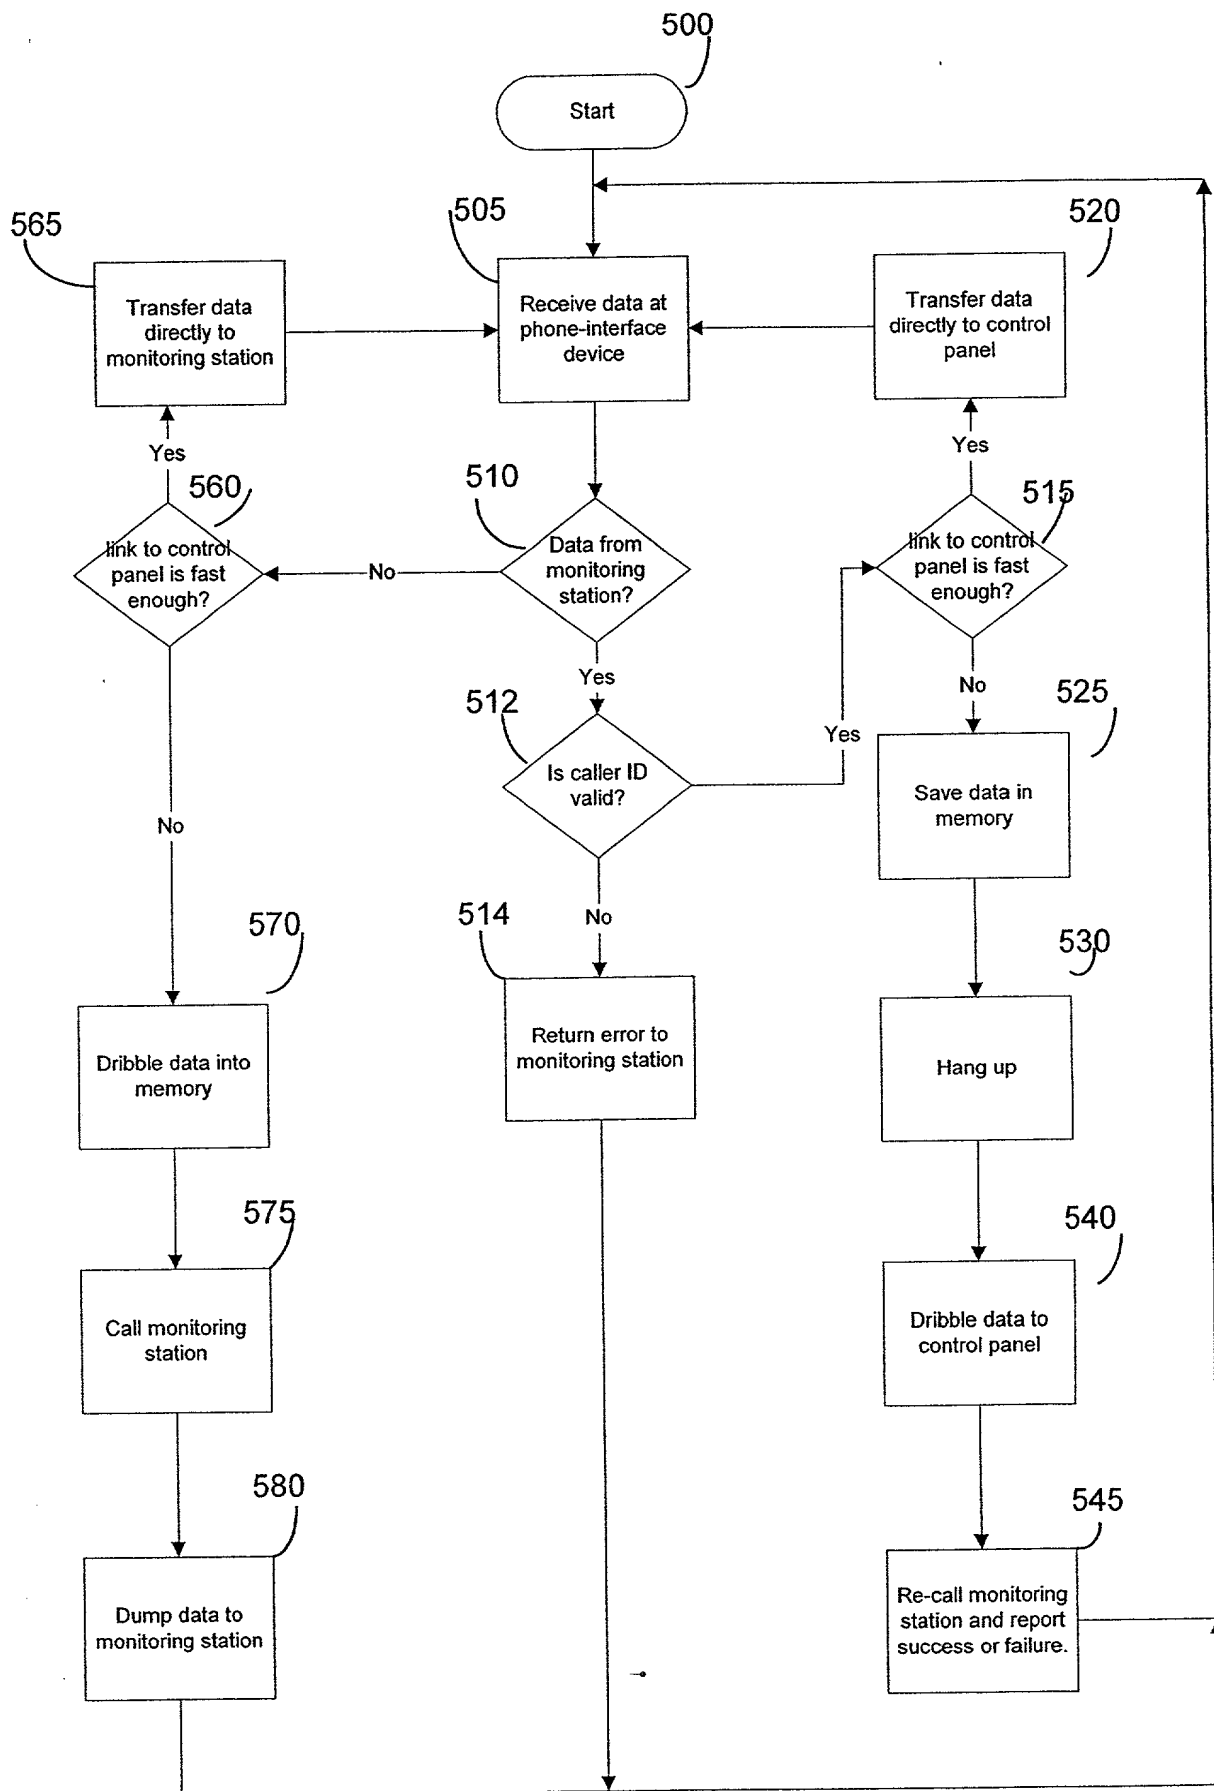 500
Start
565
505
520
Transfer data
directly to
monitoring station
Receive data at
phone-interface
device
Transfer data
directly to control
panel
Yes
Yes
560
510
515
link to control
panel is fast
enough?
No
Data from
monitoring
station?
link to control
panel is fast
enough?
Yes
No
512
525
Is caller ID
valid?
Yes
Save data in
memory
No
No
570
514
530
Dribble data into
memory
Return error to
monitoring station
Hang up
575
540
Call monitoring
station
Dribble data to
control panel
580
545
Dump data to
monitoring station
Re-call monitoring
station and report
success or failure.